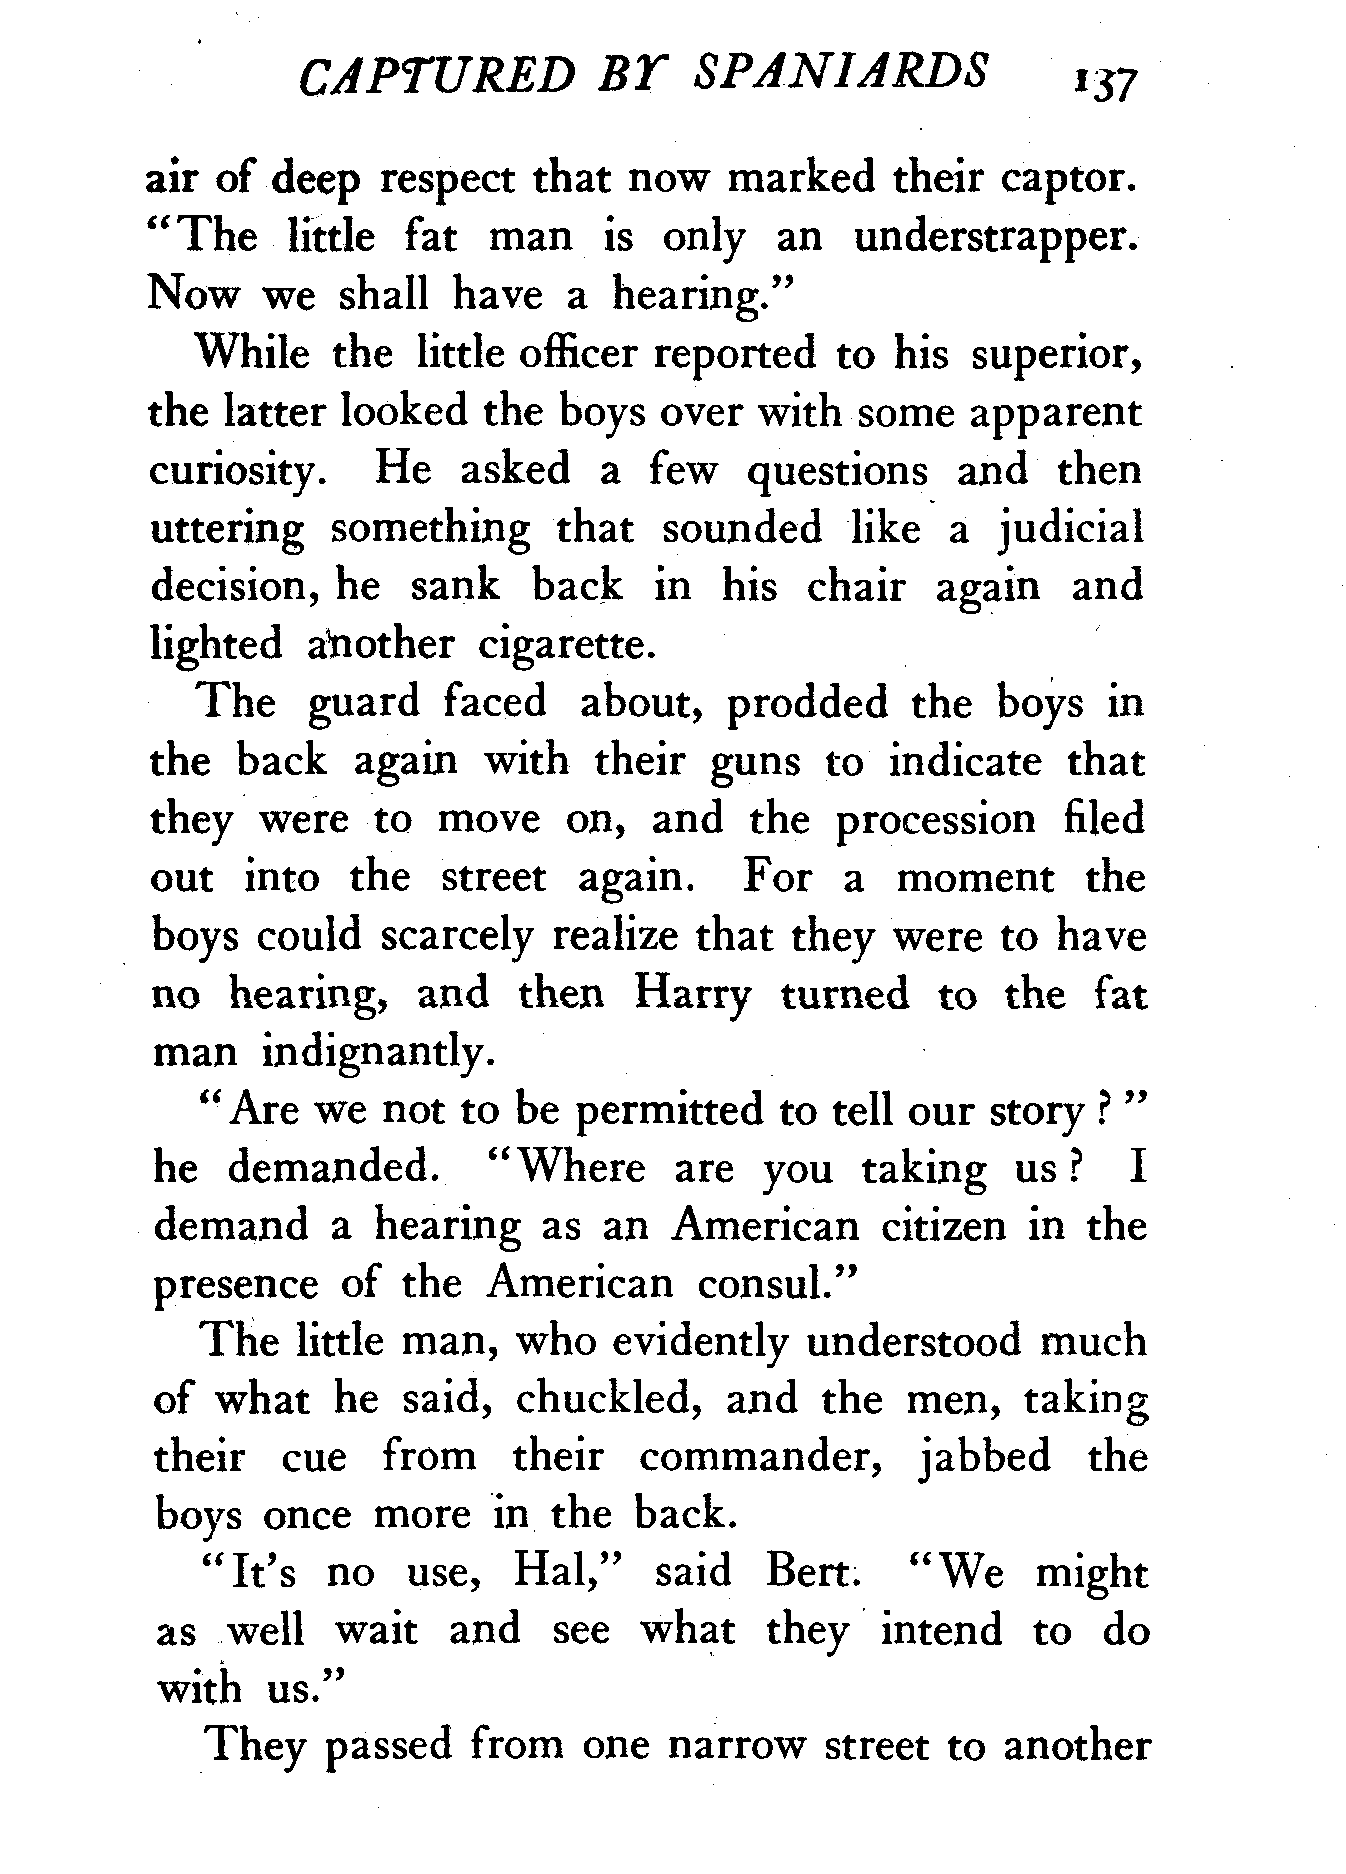 CAPTURED BY SPANIARDS 137
air of deep respect that now marked their captor.
“The little fat man is only an understrapper.
Now we shall have a hearing.”
While the little officer reported to his superior,
the latter looked the boys over with some apparent
curiosity. He asked a few questions and then
uttering something that sounded like a judicial
decision, he sank back in his chair again and
lighted another cigarette.
The guard faced about, prodded the boys in
the back again with their guns to indicate that
they were to move on, and the procession filed
out into the street again. For a moment the
boys could scarcely realize that they were to have
no hearing, and then Harry turned to the fat
man indignantly.
“Are we not to be permitted to tell our story?”
he demanded. “Where are you taking us? I
demand a hearing as an American citizen in the
presence of the American consul.”
The little man, who evidently understood much
of what he said, chuckled, and the men, taking
their cue from their commander, jabbed the
boys once more in the back.
“It’s no use, Hal,” said Bert. “We might
as well wait and see what they intend to do
with us.”
They passed from one narrow street to another